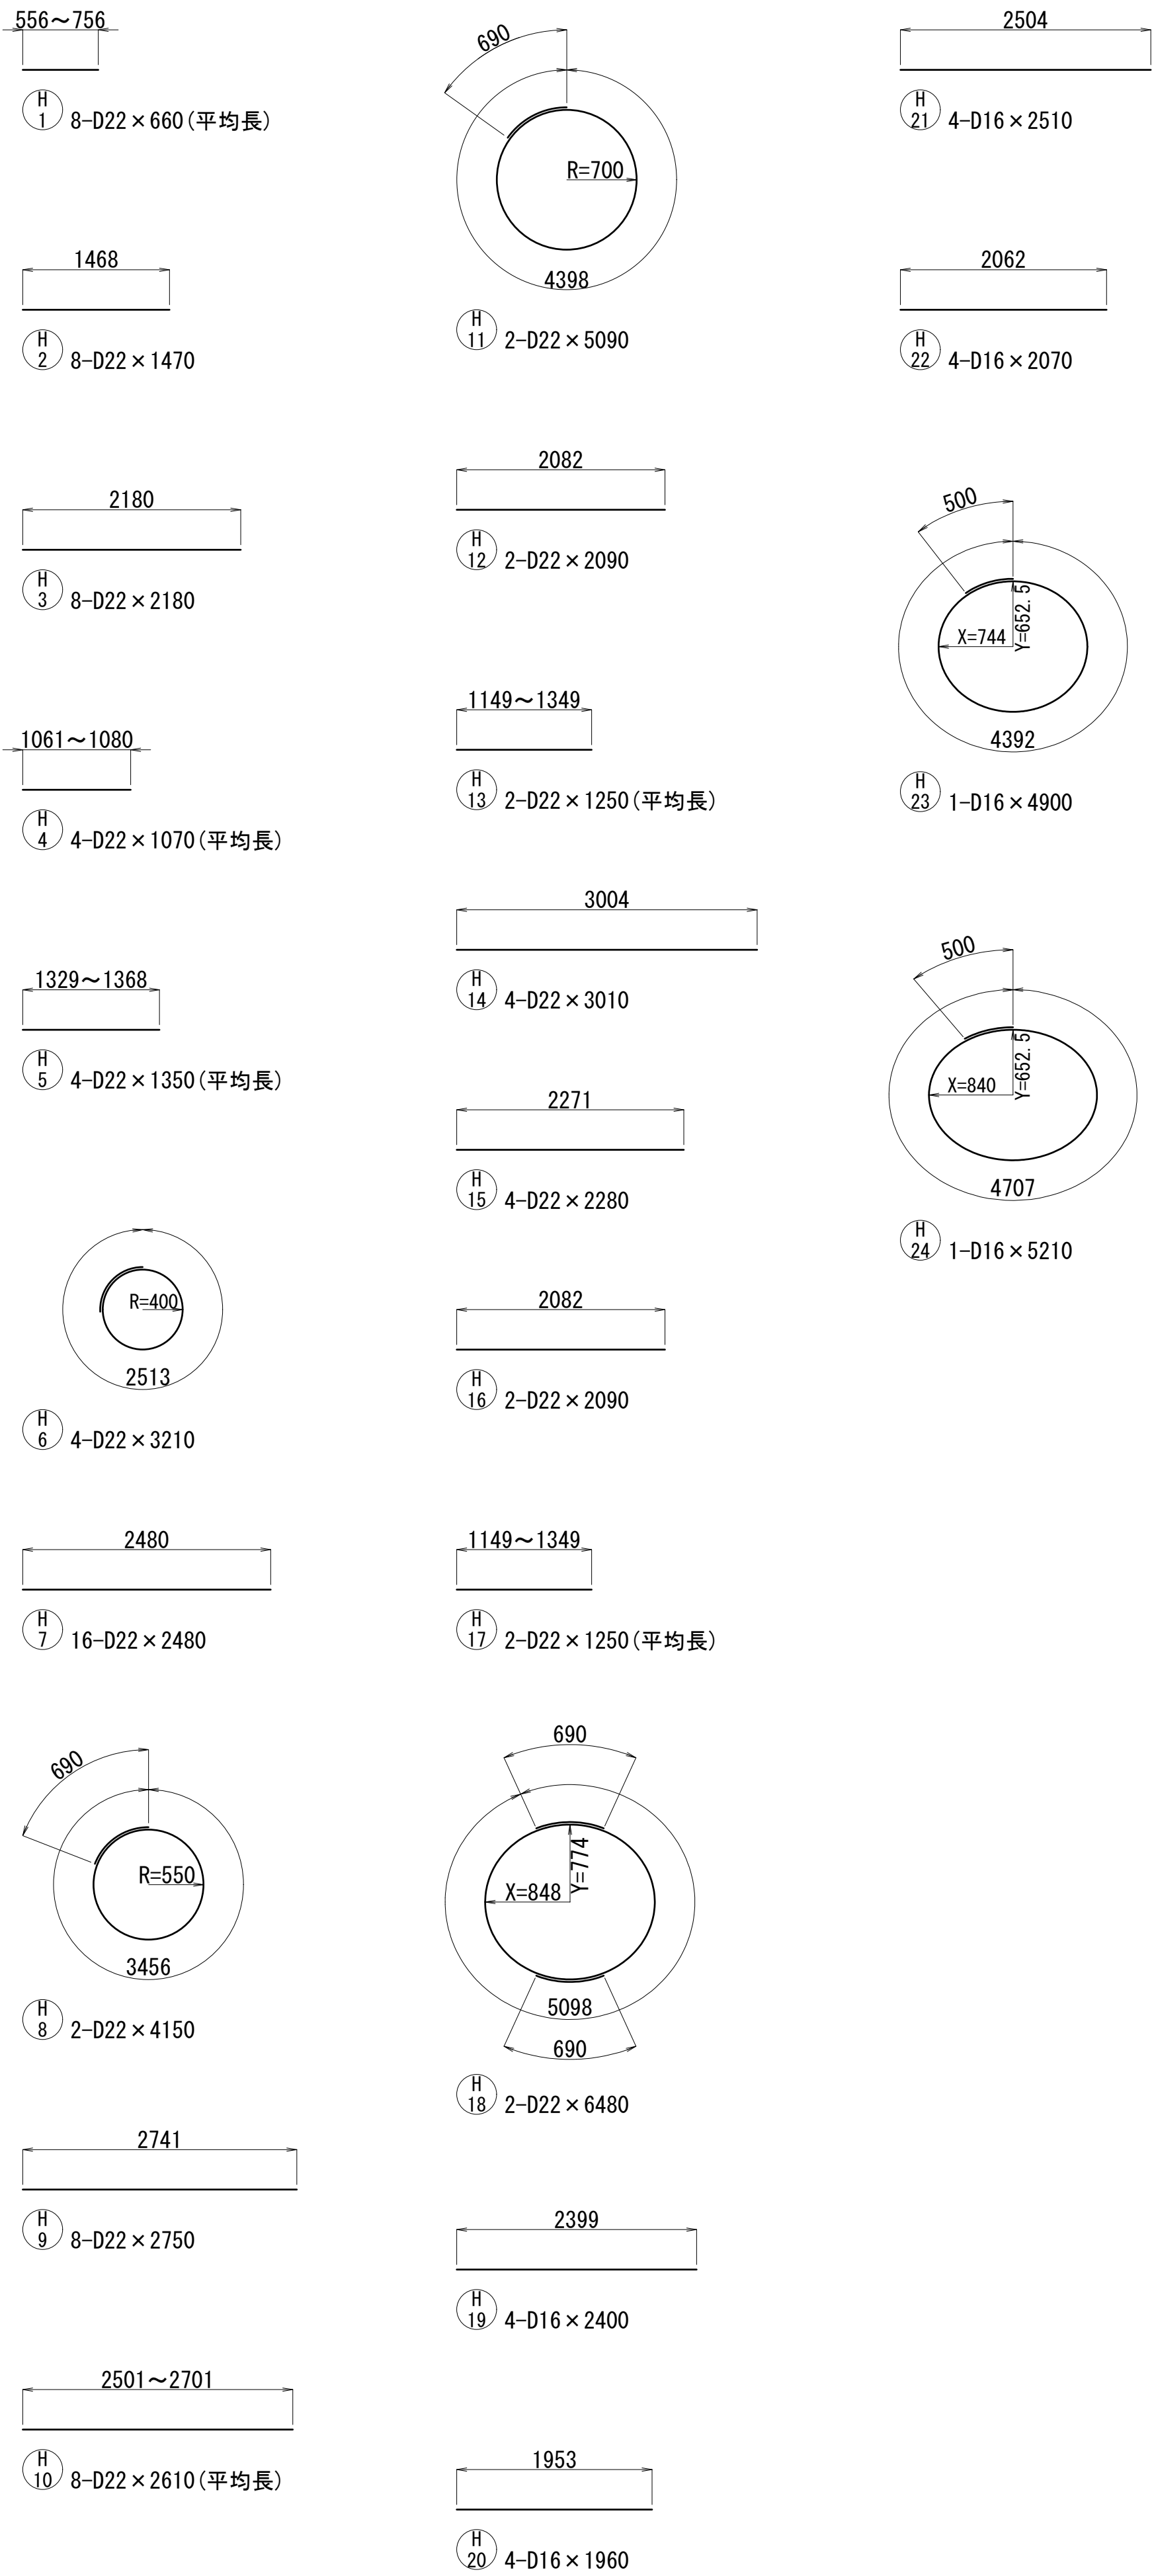 556～756
H
1
8-D22×660(平均長)
1468
H
2
8-D22×1470
2180
H
3
8-D22×2180
1061～1080
H
4
4-D22×1070(平均長)
1329～1368
H
5
4-D22×1350(平均長)
R=400
2513
H
6
4-D22×3210
2480
H
7
16-D22×2480
690
R=550
3456
H
8
2-D22×4150
2741
H
9
8-D22×2750
2501～2701
H
10
8-D22×2610(平均長)
690
R=700
4398
H
11
2-D22×5090
2082
H
12
2-D22×2090
1149～1349
H
13
2-D22×1250(平均長)
3004
H
14
4-D22×3010
2271
H
15
4-D22×2280
2082
H
16
2-D22×2090
1149～1349
H
17
2-D22×1250(平均長)
690
X=848
Y=774
5098
690
H
18
2-D22×6480
2399
H
19
4-D16×2400
1953
H
20
4-D16×1960
2504
H
21
4-D16×2510
2062
H
22
4-D16×2070
500
X=744
Y=652.5
4392
H
23
1-D16×4900
500
X=840
Y=652.5
4707
H
24
1-D16×5210